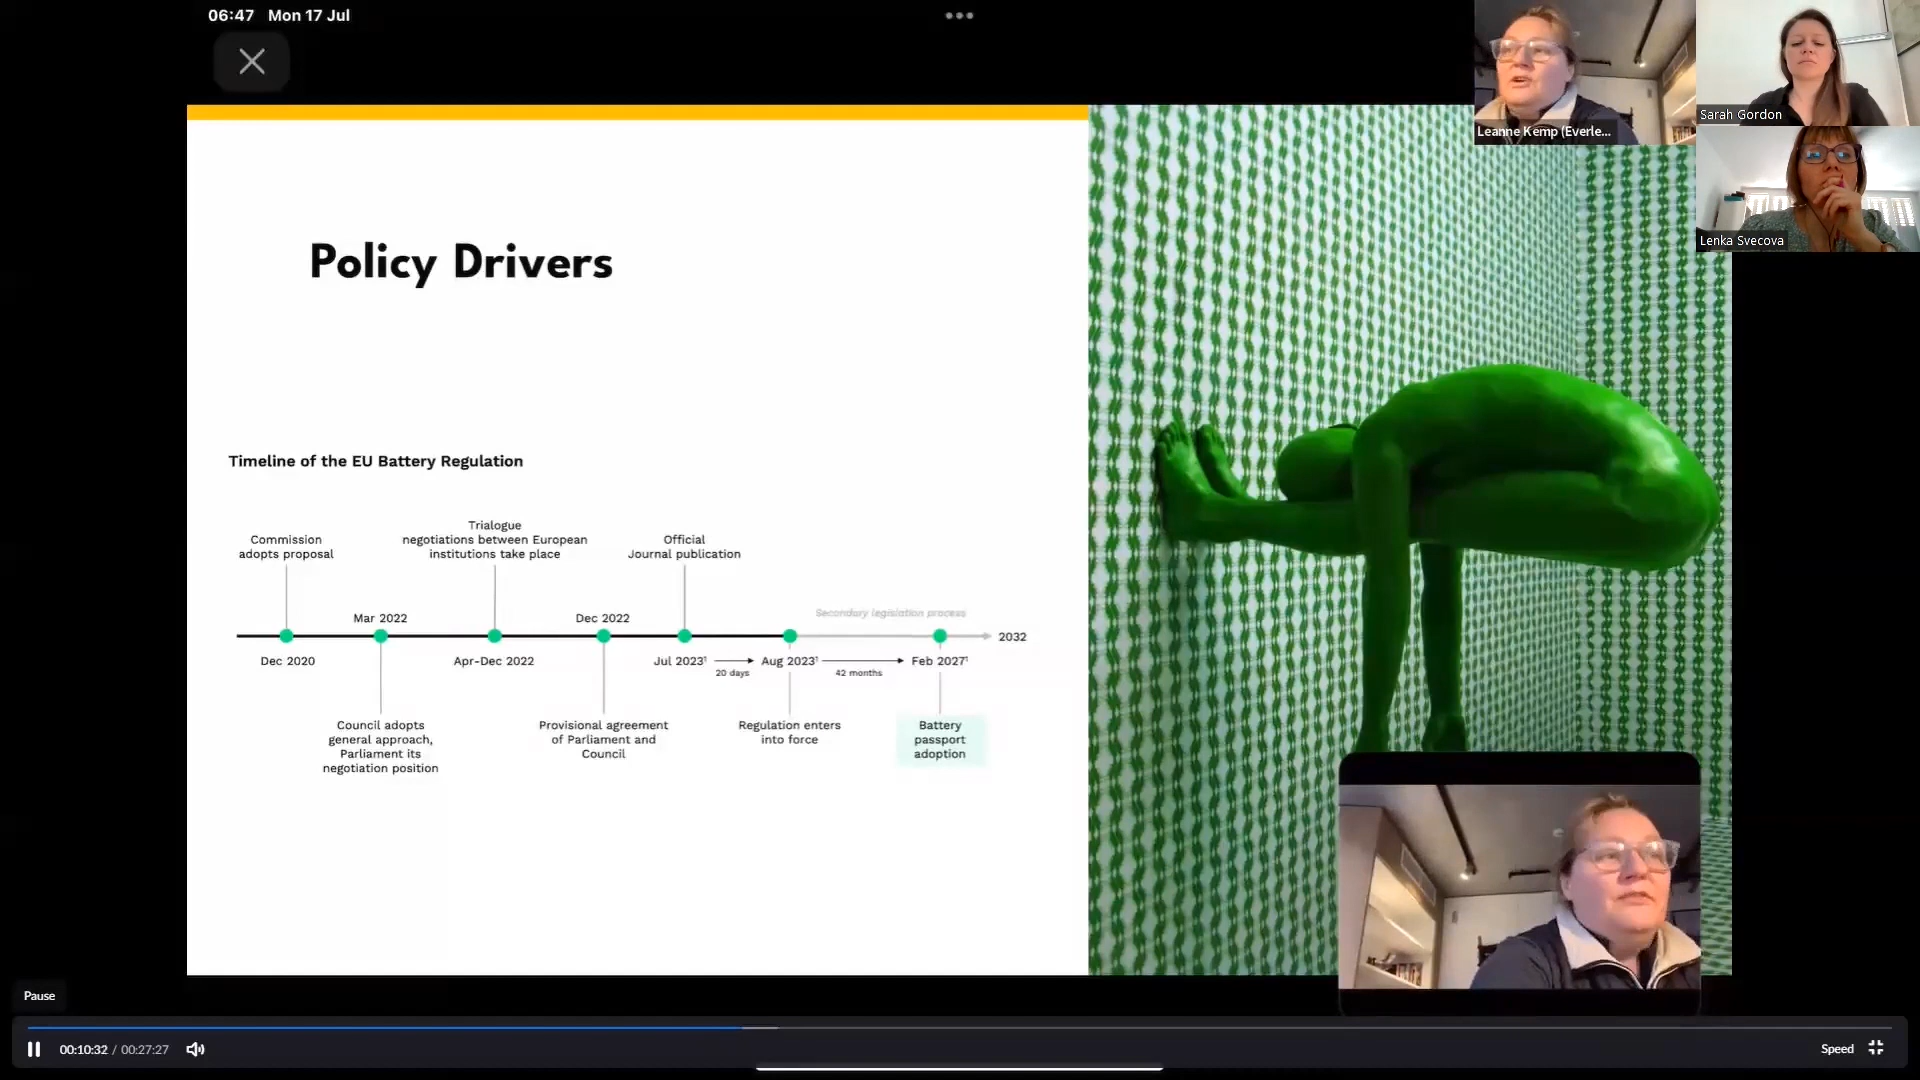 06:47 Mon 17 Jul
Leanne Kemp (Everle...
Sarah Gordon
Lenka Svecova
Policy Drivers
Timeline of the EU Battery Regulation
Commission
adopts proposal
Trialogue
negotiations between European
institutions take place
Official
Journal publication
Secondary legislation process
Mar 2022
Dec 2022
2032
Dec 2020
Apr-Dec 2022
Jul 2023¹
20 days
Aug 2023¹
42 months
Feb 2027¹
Council adopts
general approach,
Parliament its
negotiation position
Provisional agreement
of Parliament and
Council
Regulation enters
into force
Battery
passport
adoption
Pause
00:10:32 / 00:27:27
Speed